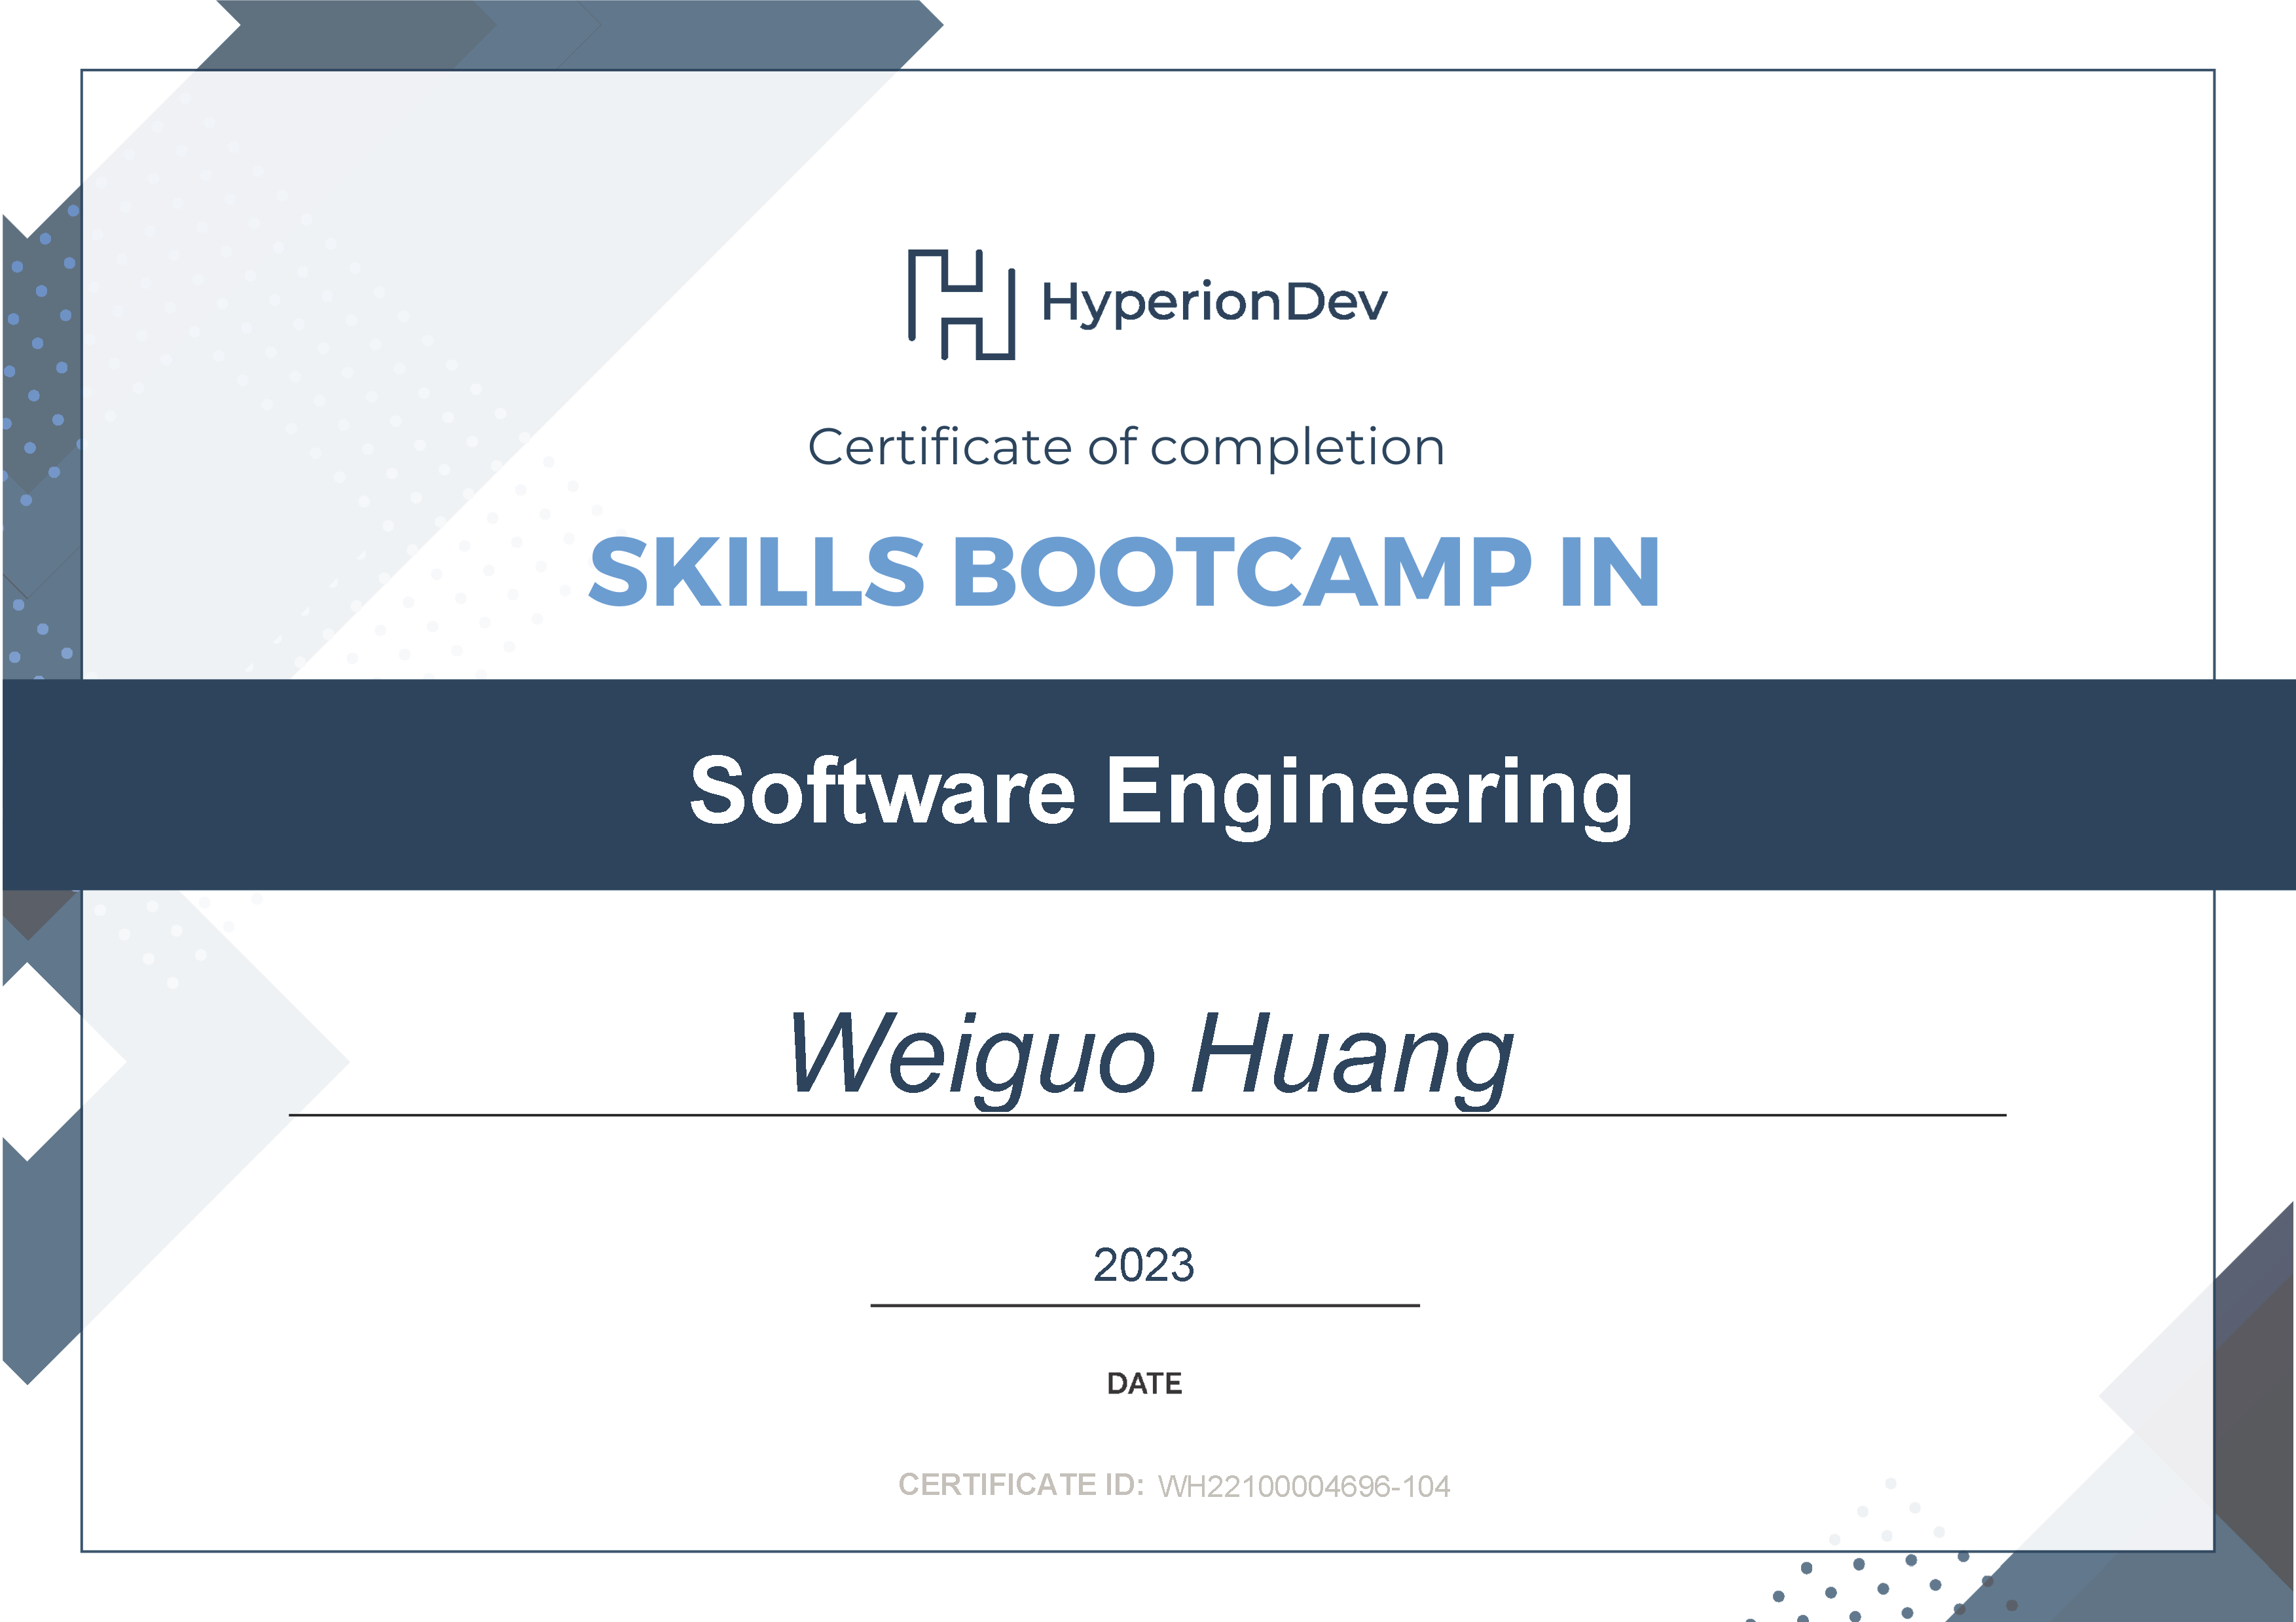 HyperionDev
Certificate of completion
SKILLS BOOTCAMP IN
Software Engineering
Weiguo Huang
2023
DATE
CERTIFICATE ID: WH22100004696-104